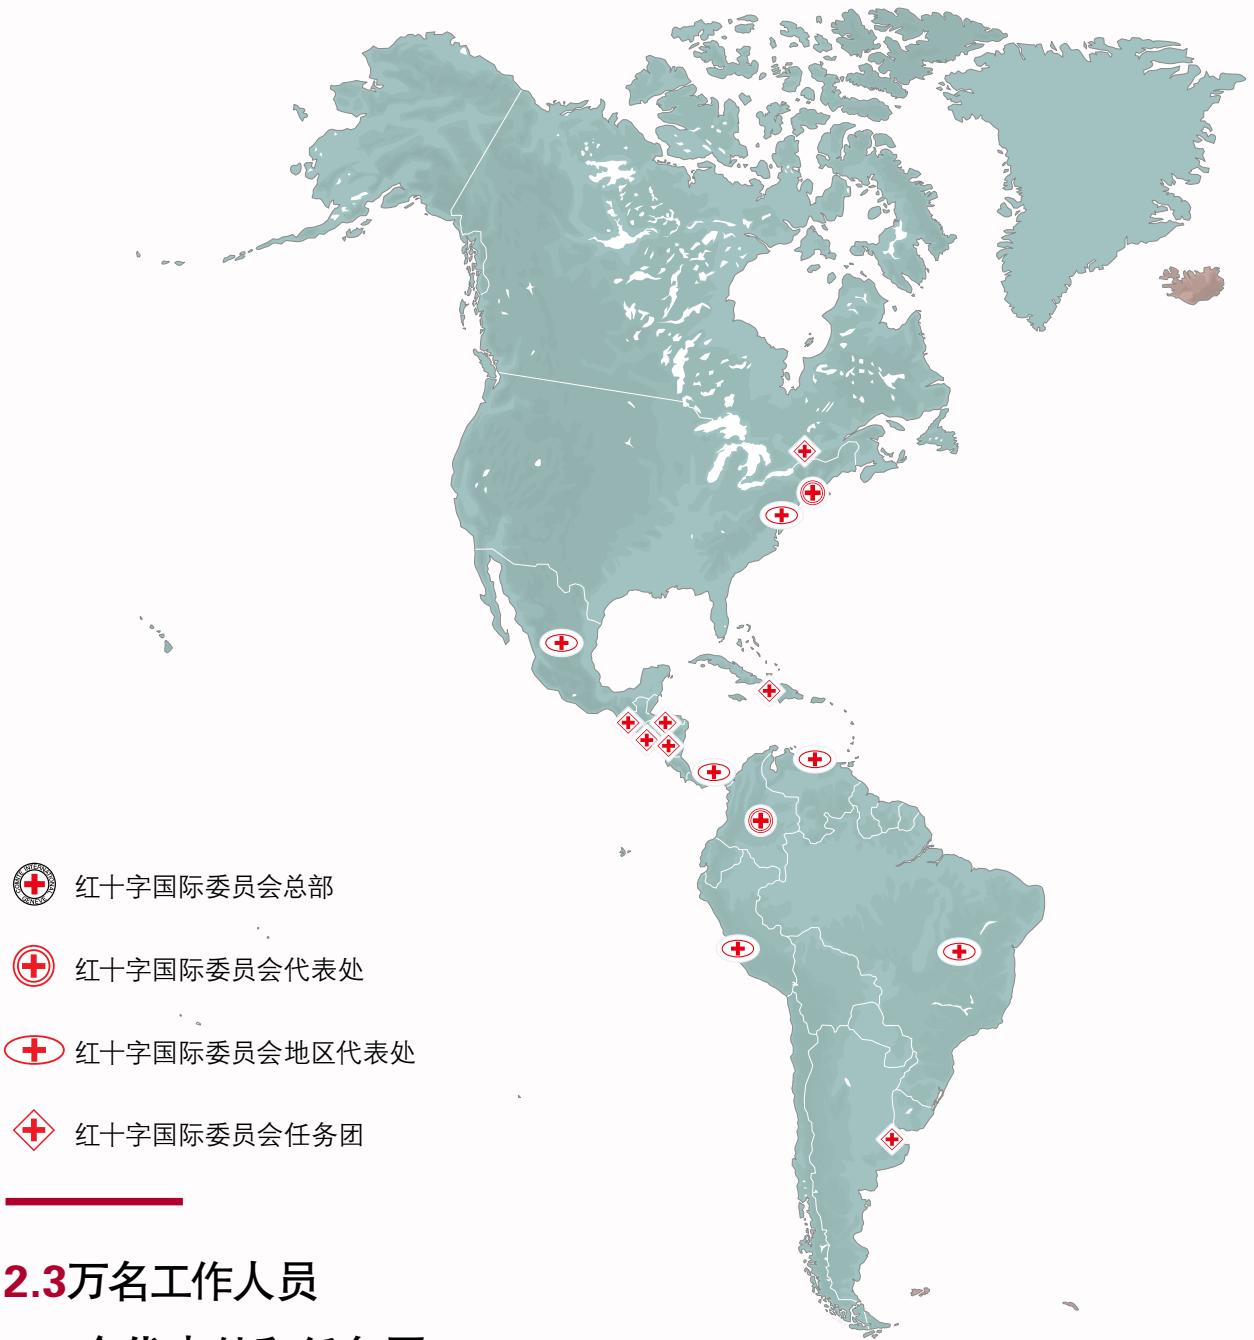 红十字国际委员会总部
红十字国际委员会代表处
红十字国际委员会地区代表处
红十字国际委员会任务团
2.3万名工作人员